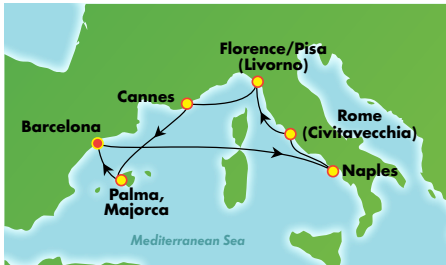 Florence/Pisa
(Livorno)
Cannes
Rome
(Civitavecchia)
Barcelona
Naples
Palma,
Majorca
Mediterranean Sea